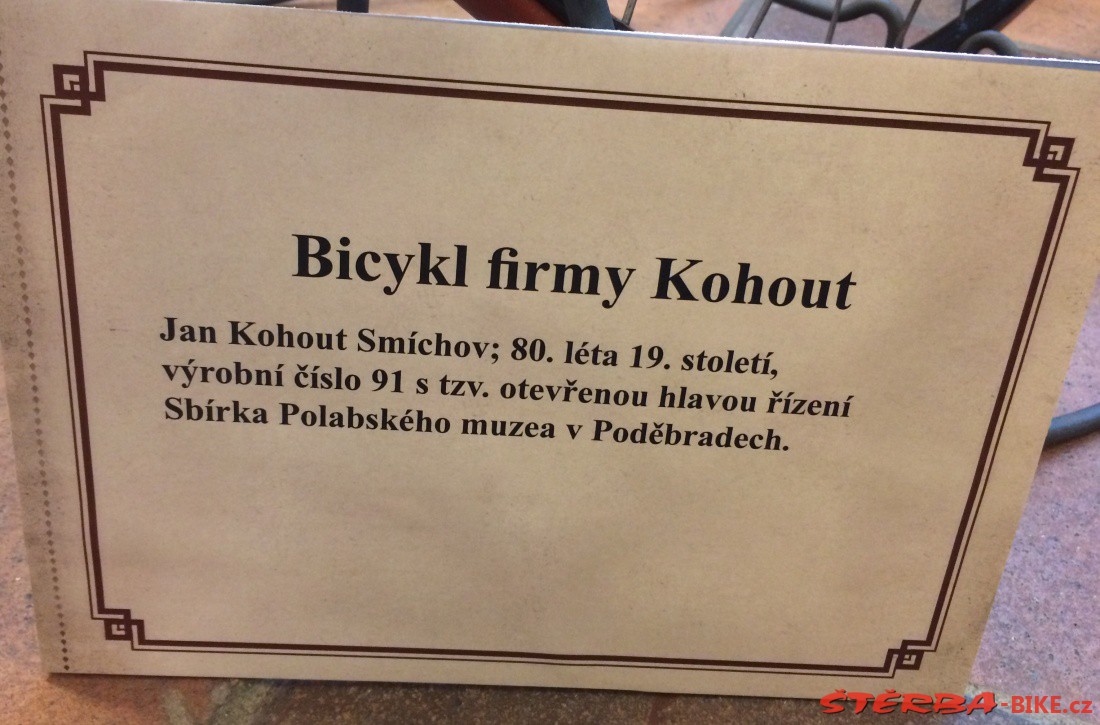 Bicykl firmy Kohout
Jan Kohout Smíchov; 80. léta 19. století,
výrobní číslo 91 s tzv. otevřenou hlavou řízení
Sbírka Polabského muzea v Poděbradech.
ŠTĚRBA-BIKE.cz